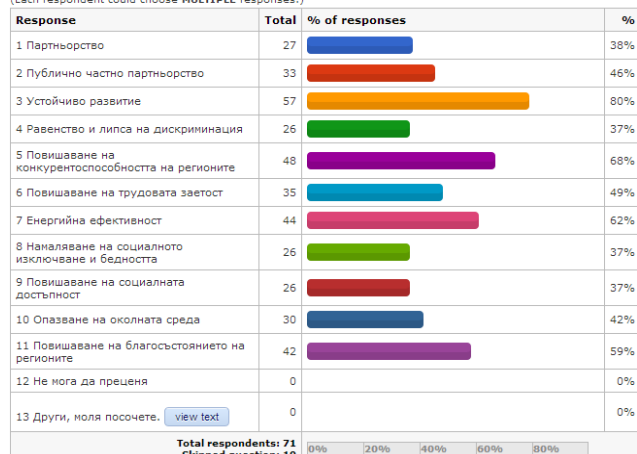 (Each respondent could choose MULTIPLE responses.)
Response Total % of responses %
1 Партньорство 27 38%
2 Публично частно партньорство 33 46%
3 Устойчиво развитие 57 80%
4 Равенство и липса на дискриминация 26 37%
5 Повишаване на
конкурентоспособността на регионите 48 68%
6 Повишаване на трудовата заетост 35 49%
7 Енергийна ефективност 44 62%
8 Намаляване на социалното
изключване и бедността 26 37%
9 Повишаване на социалната
достъпност 26 37%
10 Опазване на околната среда 30 42%
11 Повишаване на благосъстоянието на
регионите 42 59%
12 Не мога да преценя 0 0%
13 Други, моля посочете. view text 0 0%
Total respondents: 71
Skipped question: 10
0% 20% 40% 60% 80%